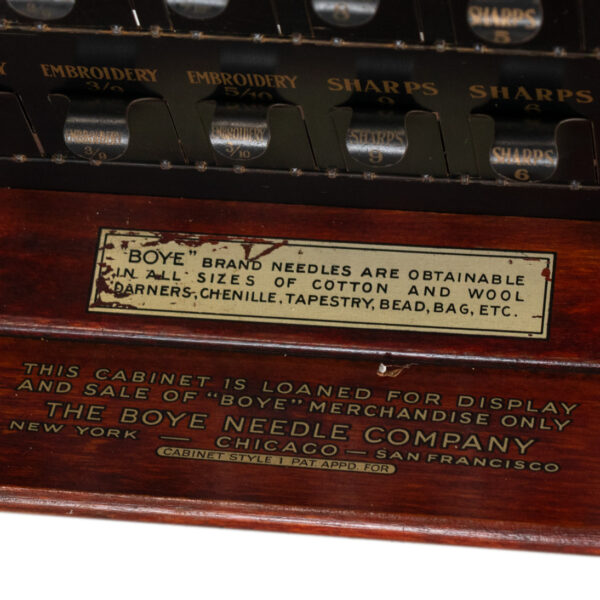 SHARPS
5
EMBROIDERY EMBROIDERY SHARPS SHARPS
3/9 5/10 9 6
EMBROIDERY EMBROIDERY SHARPS SHARPS
3/9 /10 9 6
"BOYE" BRAND NEEDLES ARE OBTAINABLE
IN ALL SIZES OF COTTON AND WOOL
DARNERS, CHENILLE, TAPESTRY, BEAD, BAG, ETC.
THIS CABINET IS LOANED FOR DISPLAY
AND SALE OF "BOYE" MERCHANDISE ONLY
THE BOYE NEEDLE COMPANY
NEW YORK — CHICAGO — SAN FRANCISCO
CABINET STYLE 1 PAT. APPD. FOR